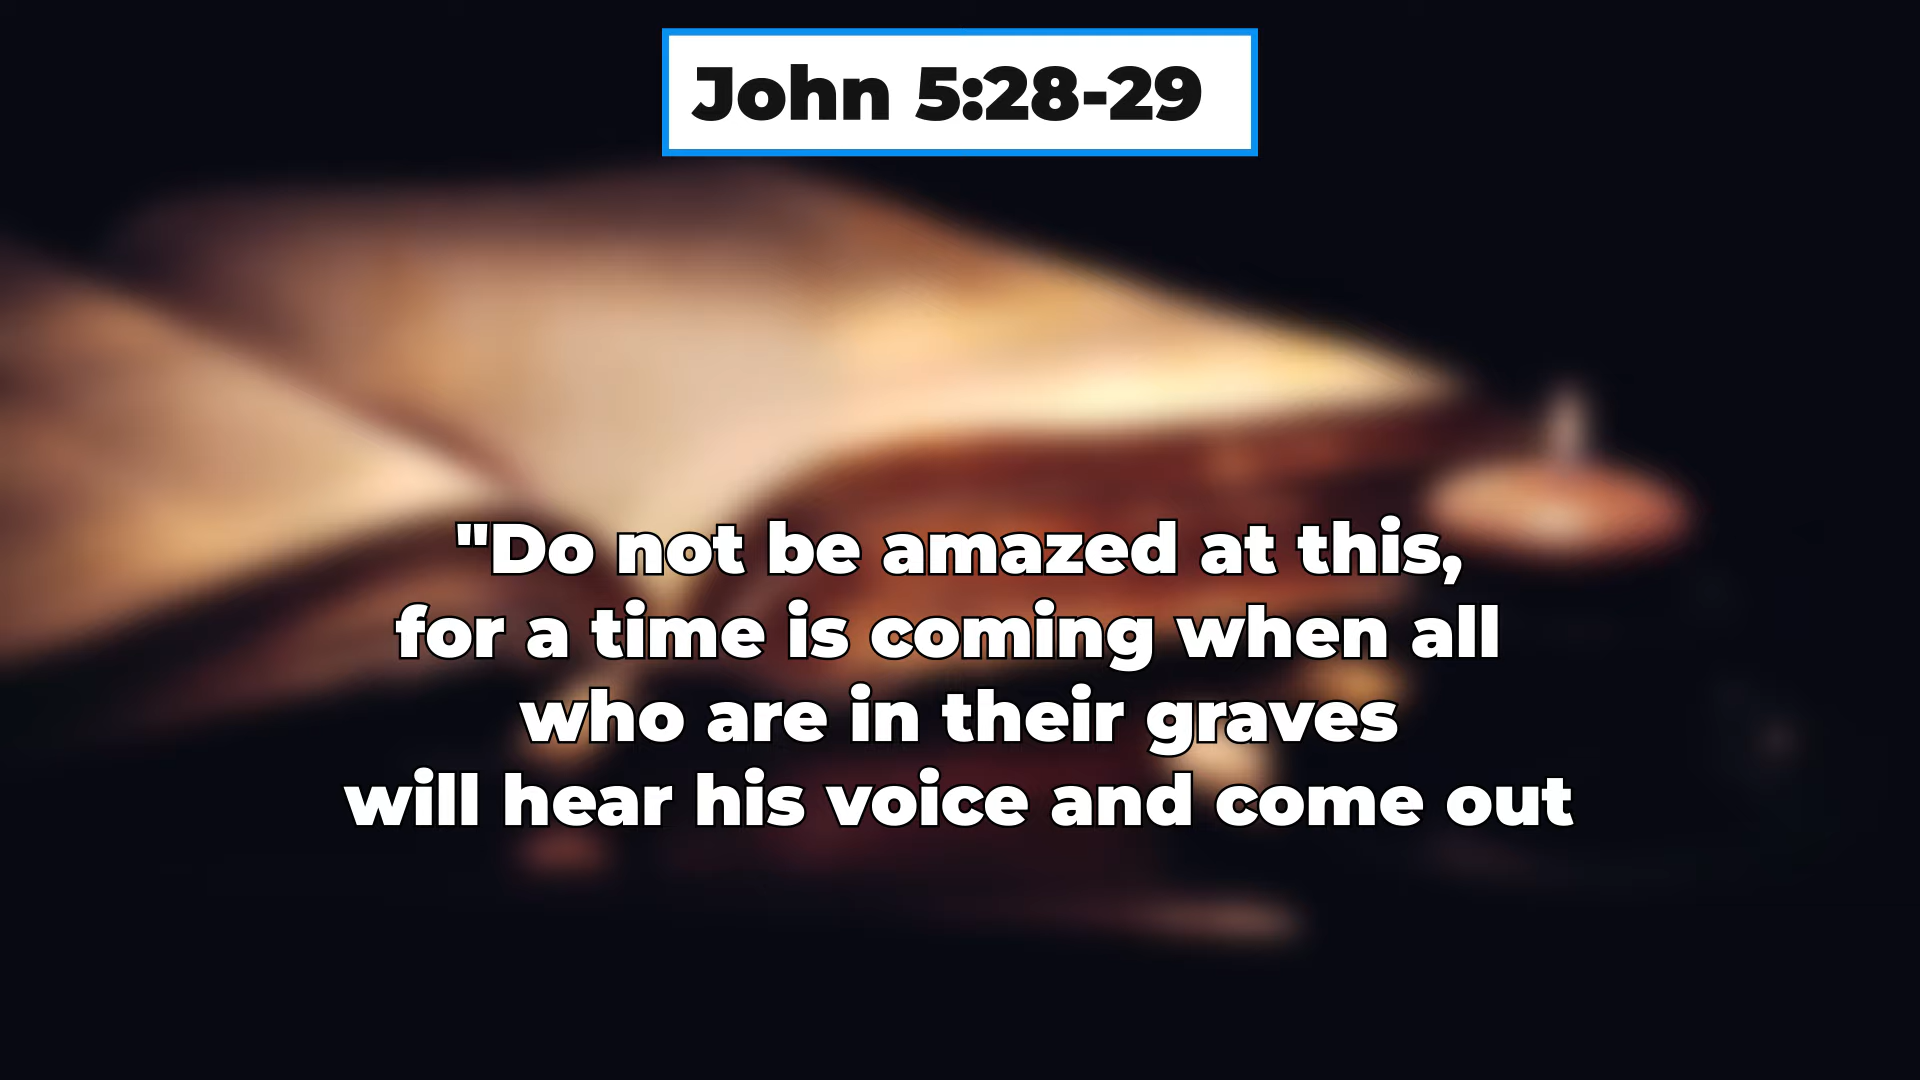 John 5:28-29
"Do not be amazed at this,
for a time is coming when all
who are in their graves
will hear his voice and come out